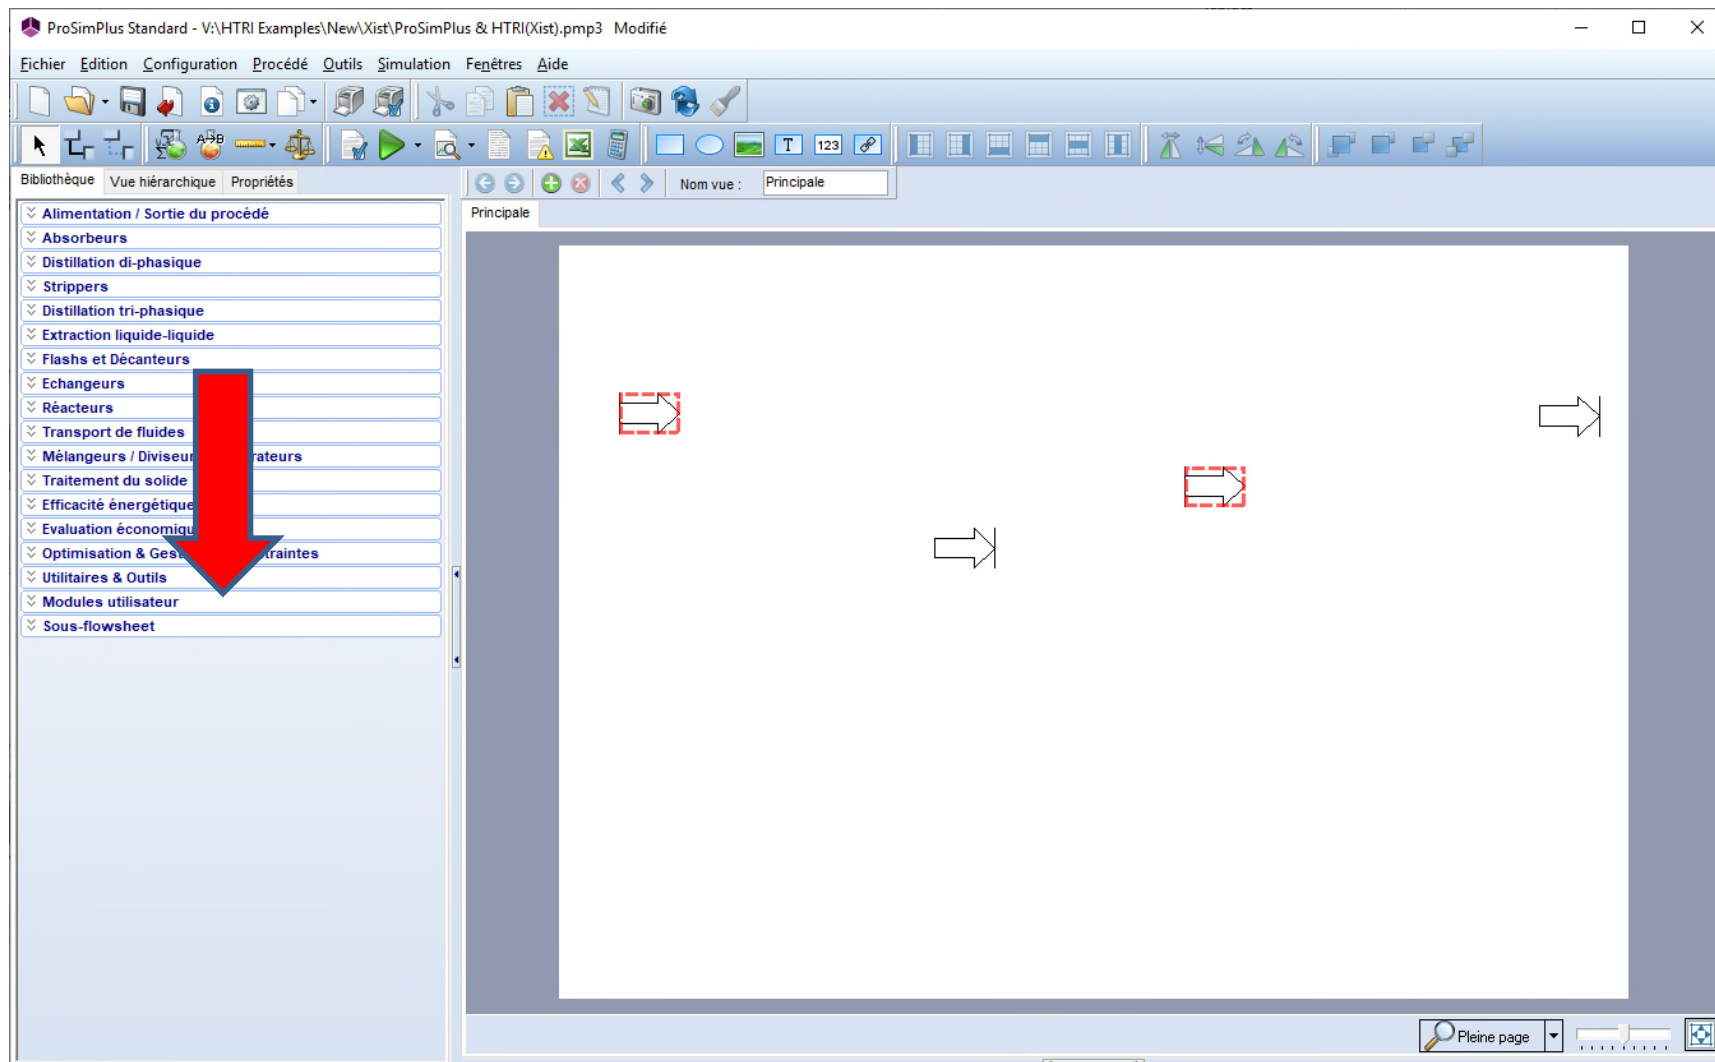 ProSimPlus Standard - V:\HTRI Examples\New\Xist\ProSimPlus & HTRI(Xist).pmp3 Modifié
Fichier Edition Configuration Procédé Outils Simulation Fenêtres Aide
A→B
T 123
Bibliothèque Vue hiérarchique Propriétés
Nom vue : Principale
Principale
Alimentation / Sortie du procédé
Absorbeurs
Distillation di-phasique
Strippers
Distillation tri-phasique
Extraction liquide-liquide
Flashs et Décanteurs
Echangeurs
Réacteurs
Transport de fluides
Mélangeurs / Diviseur rateurs
Traitement du solide
Efficacité énergétique
Evaluation économiqu
Optimisation & Gest traintes
Utilitaires & Outils
Modules utilisateur
Sous-flowsheet
Pleine page